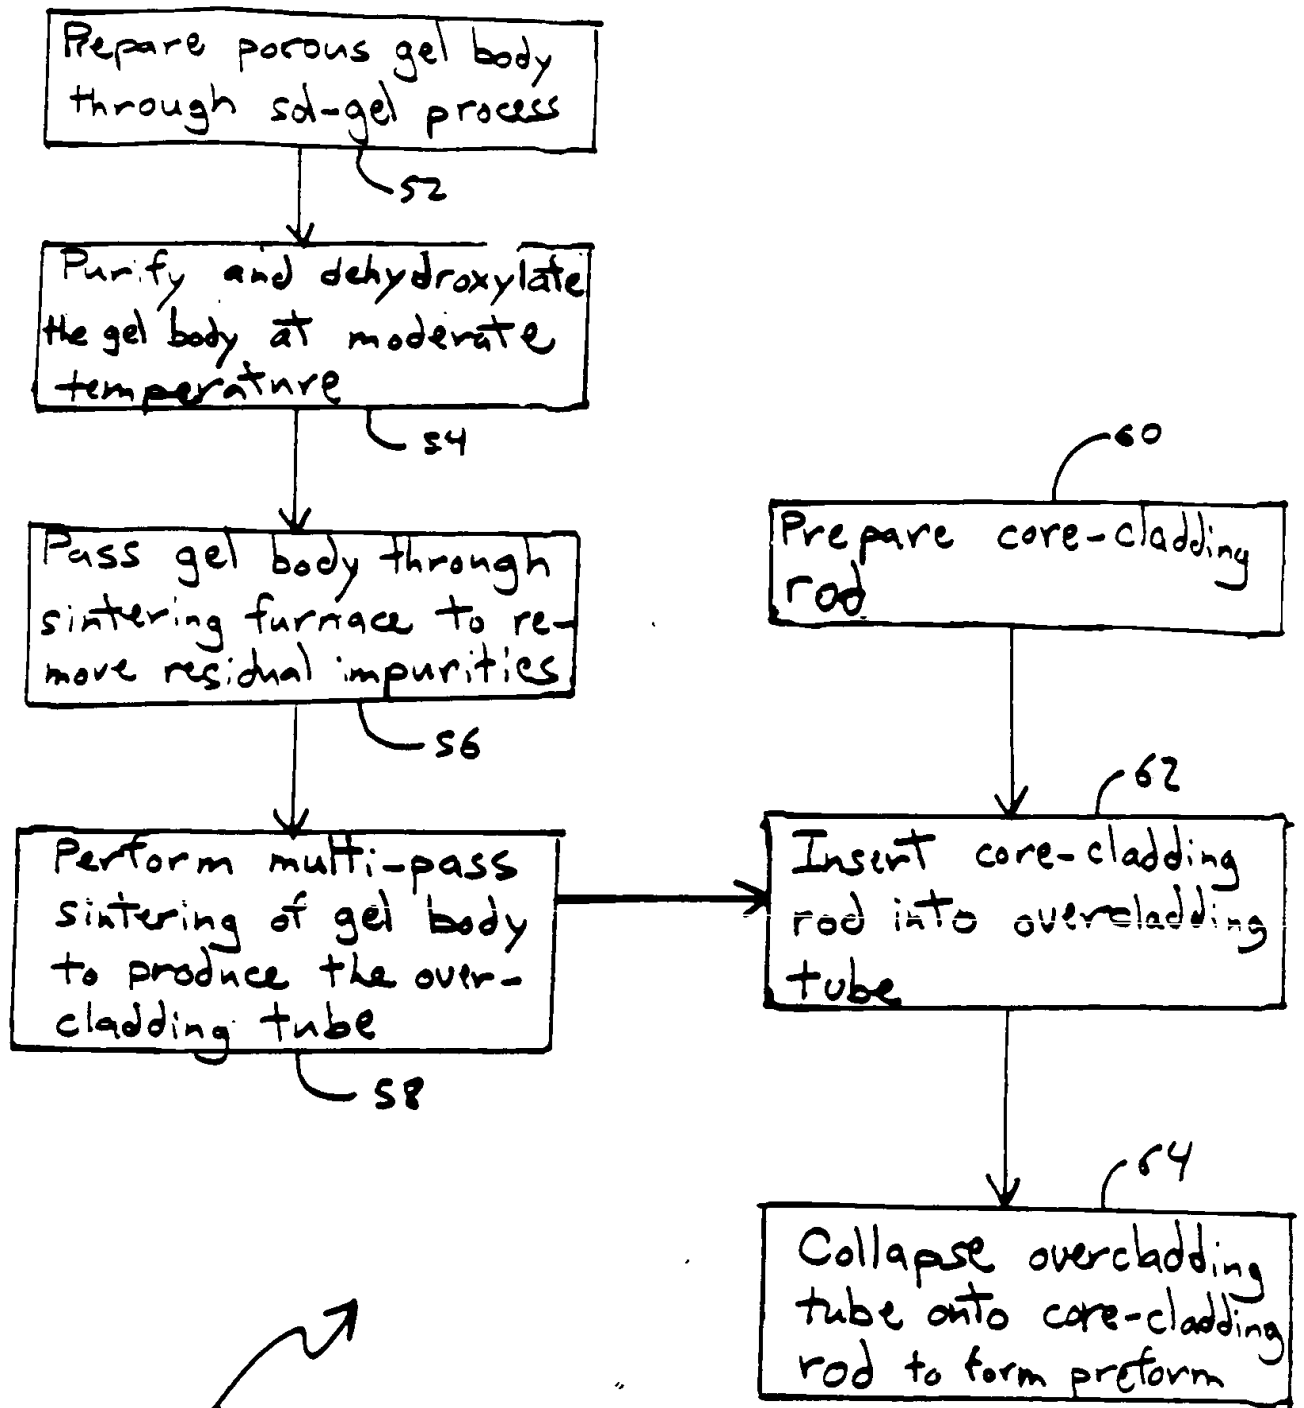 Prepare porous gel body
through sol-gel process
52
Purify and dehydroxylate
the gel body at moderate
temperature
54
Pass gel body through
sintering furnace to re-
move residual impurities
56
Perform multi-pass
sintering of gel body
to produce the over-
cladding tube
58
60
Prepare core-cladding
rod
62
Insert core-cladding
rod into overcladding
tube
64
Collapse overcladding
tube onto core-cladding
rod to form preform